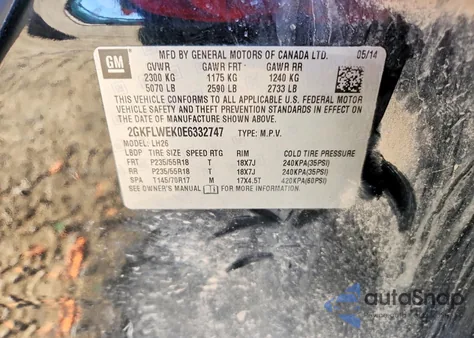 GM
MFD BY GENERAL MOTORS OF CANADA LTD. 05/14
GVWR GAWR FRT GAWR RR
2300 KG 1175 KG 1240 KG
5070 LB 2590 LB 2733 LB
THIS VEHICLE CONFORMS TO ALL APPLICABLE U.S. FEDERAL MOTOR
VEHICLE SAFETY AND THEFT PREVENTION STANDARDS IN EFFECT ON
THE DATE OF MANUFACTURE SHOWN ABOVE.
2GKFLWEK0E6332747 TYPE: M.P.V.
MODEL: LH26
LBDP TIRE SIZE SPEED RTG RIM COLD TIRE PRESSURE
FRT P235/55R18 T 18X7J 240KPA(35PSI)
RR P235/55R18 T 18X7J 240KPA(35PSI)
SPA T145/70R17 M 17X4.5T 420KPA(60PSI)
SEE OWNER'S MANUAL FOR MORE INFORMATION
autoSnap